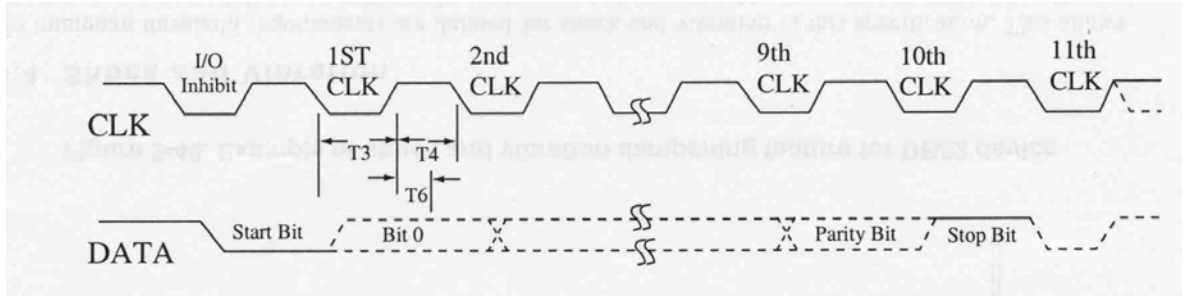 I/O Inhibit
1ST CLK
2nd CLK
9th CLK
10th CLK
11th CLK
CLK
T3
T4
T6
DATA
Start Bit
Bit 0
Parity Bit
Stop Bit